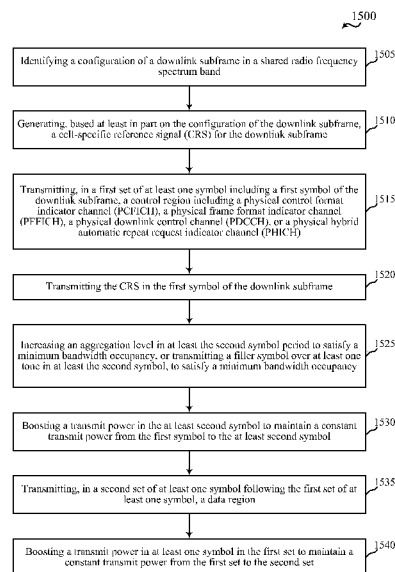 1500
Identifying a configuration of a downlink subframe in a shared radio frequency
spectrum band
1505
Generating, based at least in part on the configuration of the downlink subframe,
a cell-specific reference signal (CRS) for the downlink subframe
1510
Transmitting, in a first set of at least one symbol including a first symbol of the
downlink subframe, a control region including a physical control format
indicator channel (PCFICH), a physical frame format indicator channel
(PFFICH), a physical downlink control channel (PDCCH), or a physical hybrid
automatic repeat request indicator channel (PHICH)
1515
Transmitting the CRS in the first symbol of the downlink subframe
1520
Increasing an aggregation level in at least the second symbol period to satisfy a
minimum bandwidth occupancy, or transmitting a filler symbol over at least one
tone in at least the second symbol, to satisfy a minimum bandwidth occupancy
1525
Boosting a transmit power in the at least second symbol to maintain a constant
transmit power from the first symbol to the at least second symbol
1530
Transmitting, in a second set of at least one symbol following the first set of at
least one symbol, a data region
1535
Boosting a transmit power in at least one symbol in the first set to maintain a
constant transmit power from the first set to the second set
1540